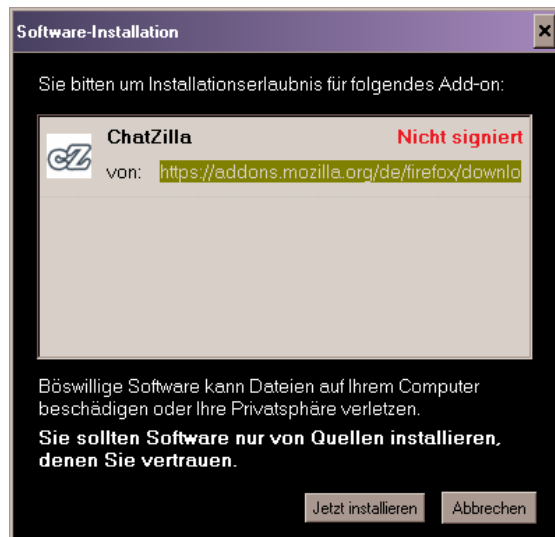 Software-Installation
Sie bitten um Installationserlaubnis für folgendes Add-on:
ChatZilla Nicht signiert
von: https://addons.mozilla.org/de/firefox/downlo
Böswillige Software kann Dateien auf Ihrem Computer
beschädigen oder Ihre Privatsphäre verletzen.
Sie sollten Software nur von Quellen installieren,
denen Sie vertrauen.
Jetzt installieren Abbrechen